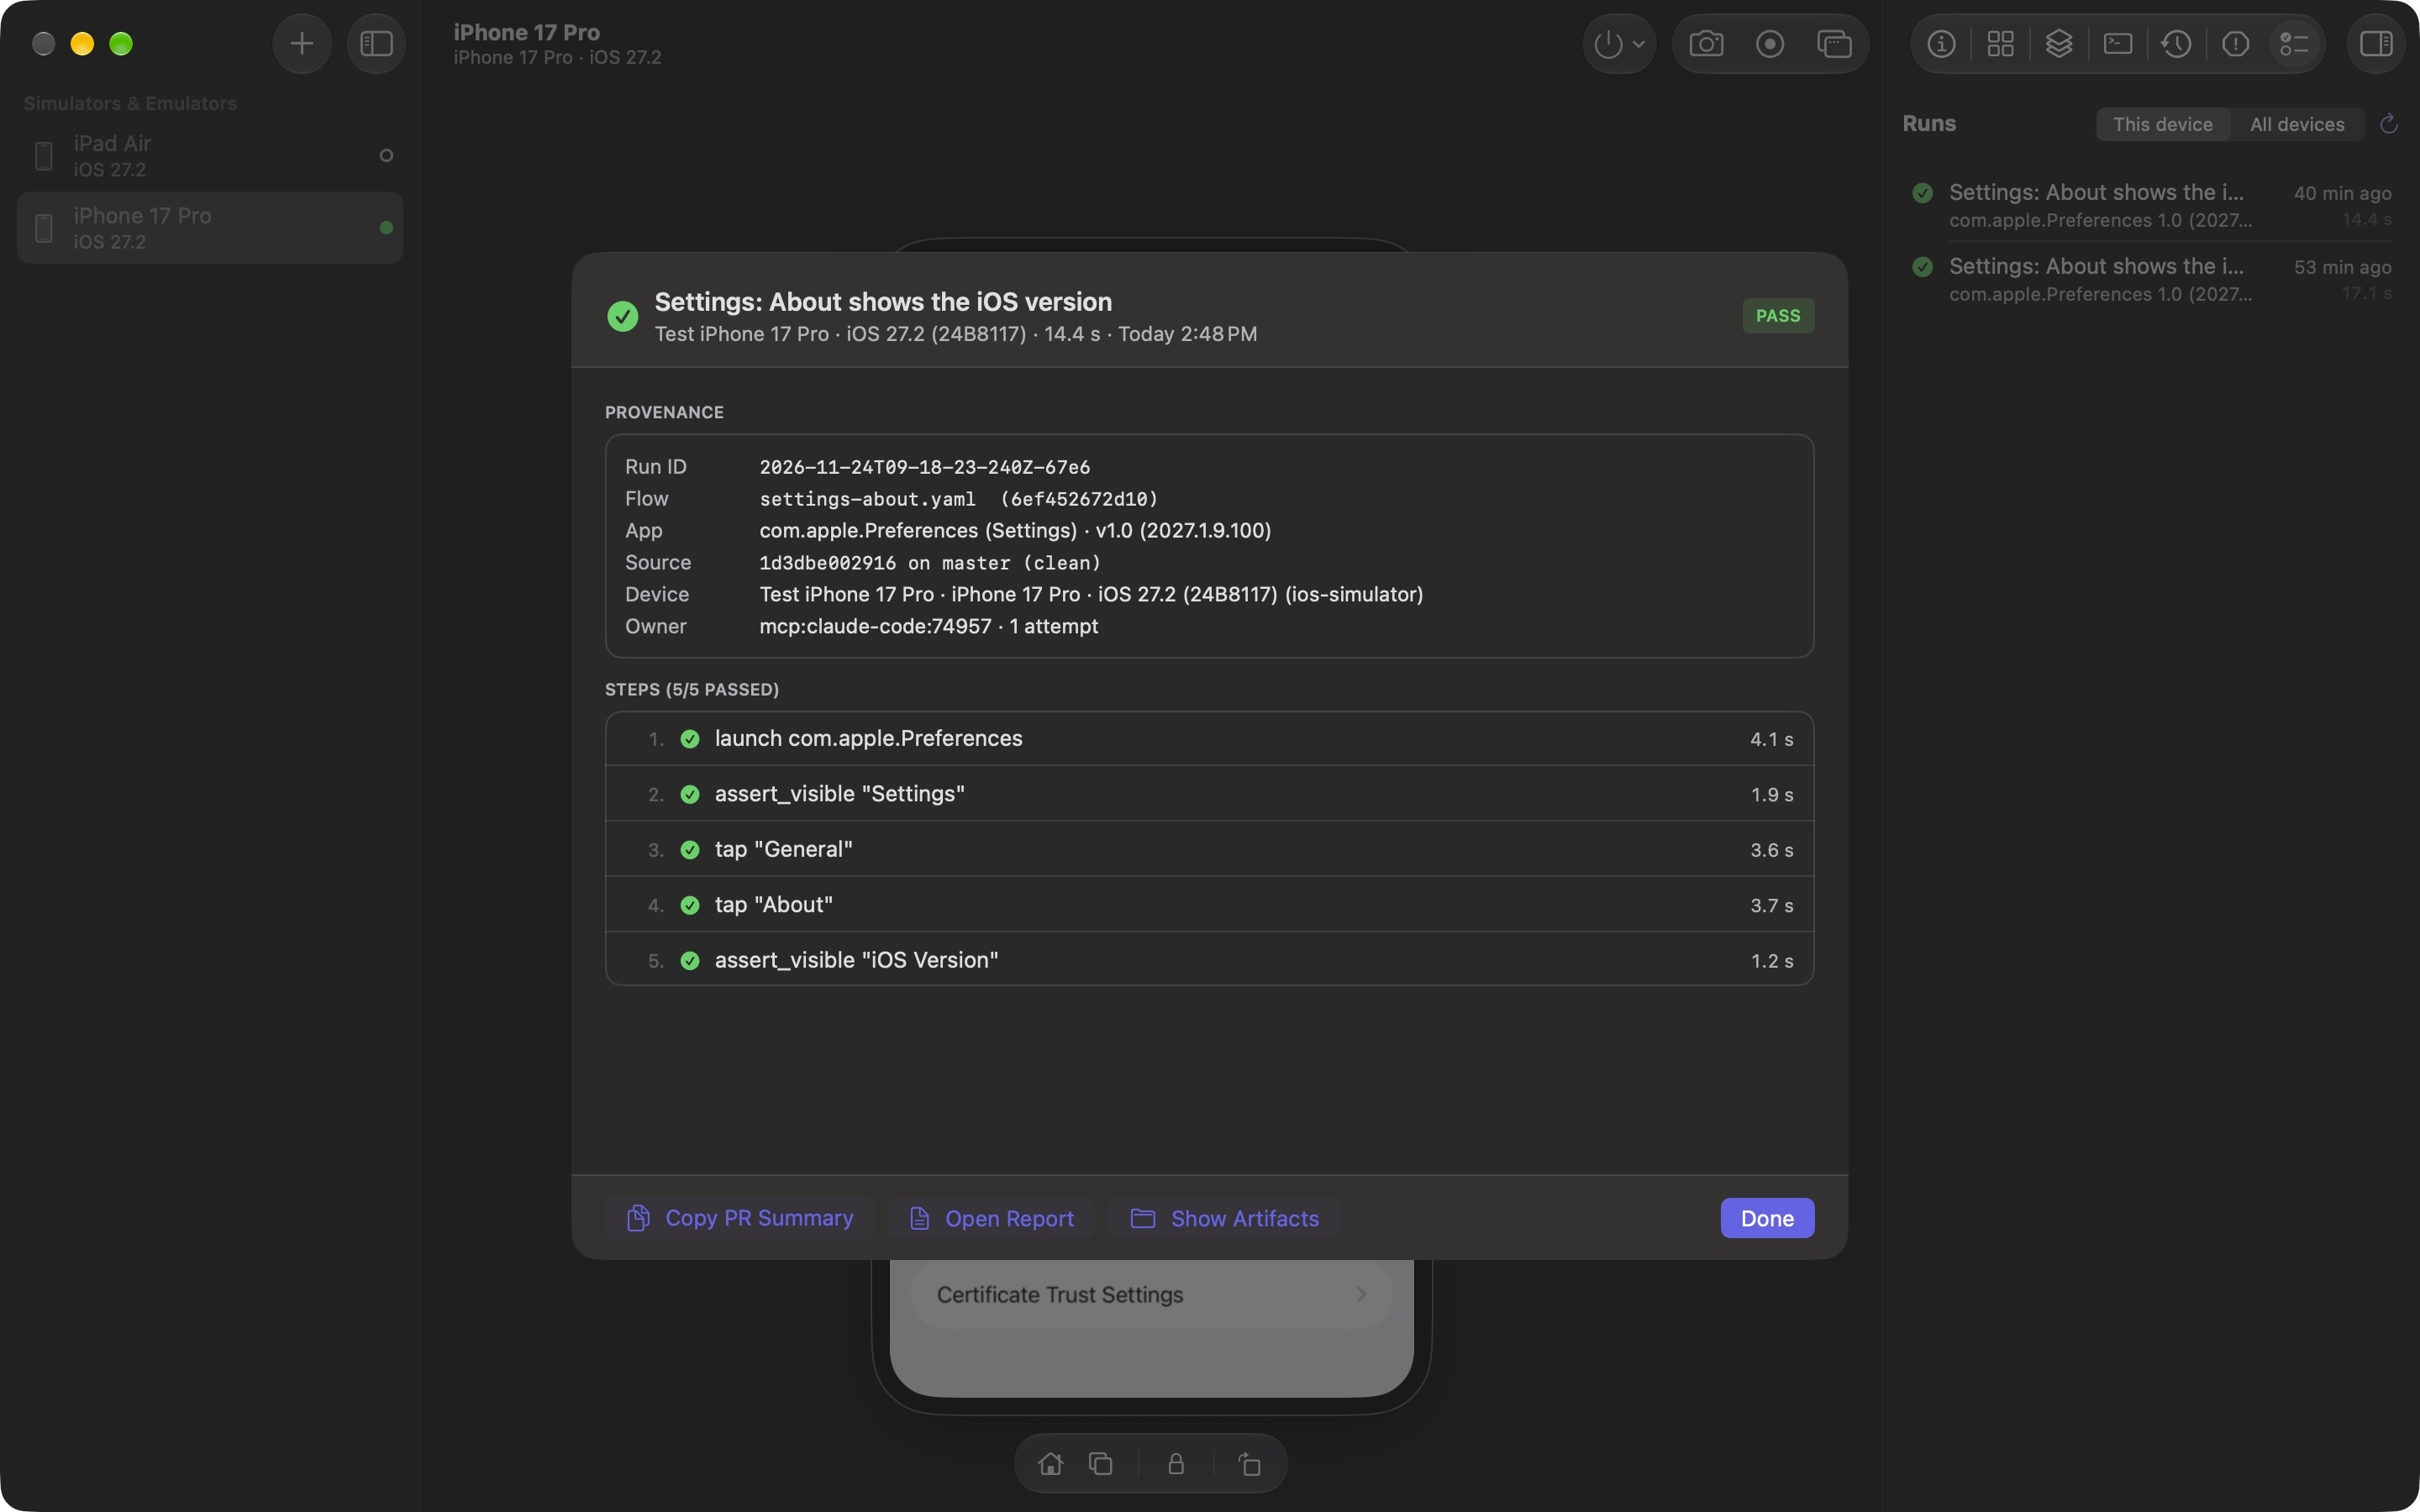 Simulators & Emulators
iPad Air
iOS 27.2
iPhone 17 Pro
iOS 27.2
iPhone 17 Pro
iPhone 17 Pro · iOS 27.2
Runs
This device
All devices
Settings: About shows the i...
40 min ago
com.apple.Preferences 1.0 (2027...
14.4 s
Settings: About shows the i...
53 min ago
com.apple.Preferences 1.0 (2027...
17.1 s
Settings: About shows the iOS version
Test iPhone 17 Pro · iOS 27.2 (24B8117) · 14.4 s · Today 2:48 PM
PASS
PROVENANCE
Run ID 2026-11-24T09-18-23-240Z-67e6
Flow settings-about.yaml (6ef452672d10)
App com.apple.Preferences (Settings) · v1.0 (2027.1.9.100)
Source 1d3dbe002916 on master (clean)
Device Test iPhone 17 Pro · iPhone 17 Pro · iOS 27.2 (24B8117) (ios-simulator)
Owner mcp:claude-code:74957 · 1 attempt
STEPS (5/5 PASSED)
1. launch com.apple.Preferences 4.1 s
2. assert_visible "Settings" 1.9 s
3. tap "General" 3.6 s
4. tap "About" 3.7 s
5. assert_visible "iOS Version" 1.2 s
Copy PR Summary
Open Report
Show Artifacts
Done
Certificate Trust Settings